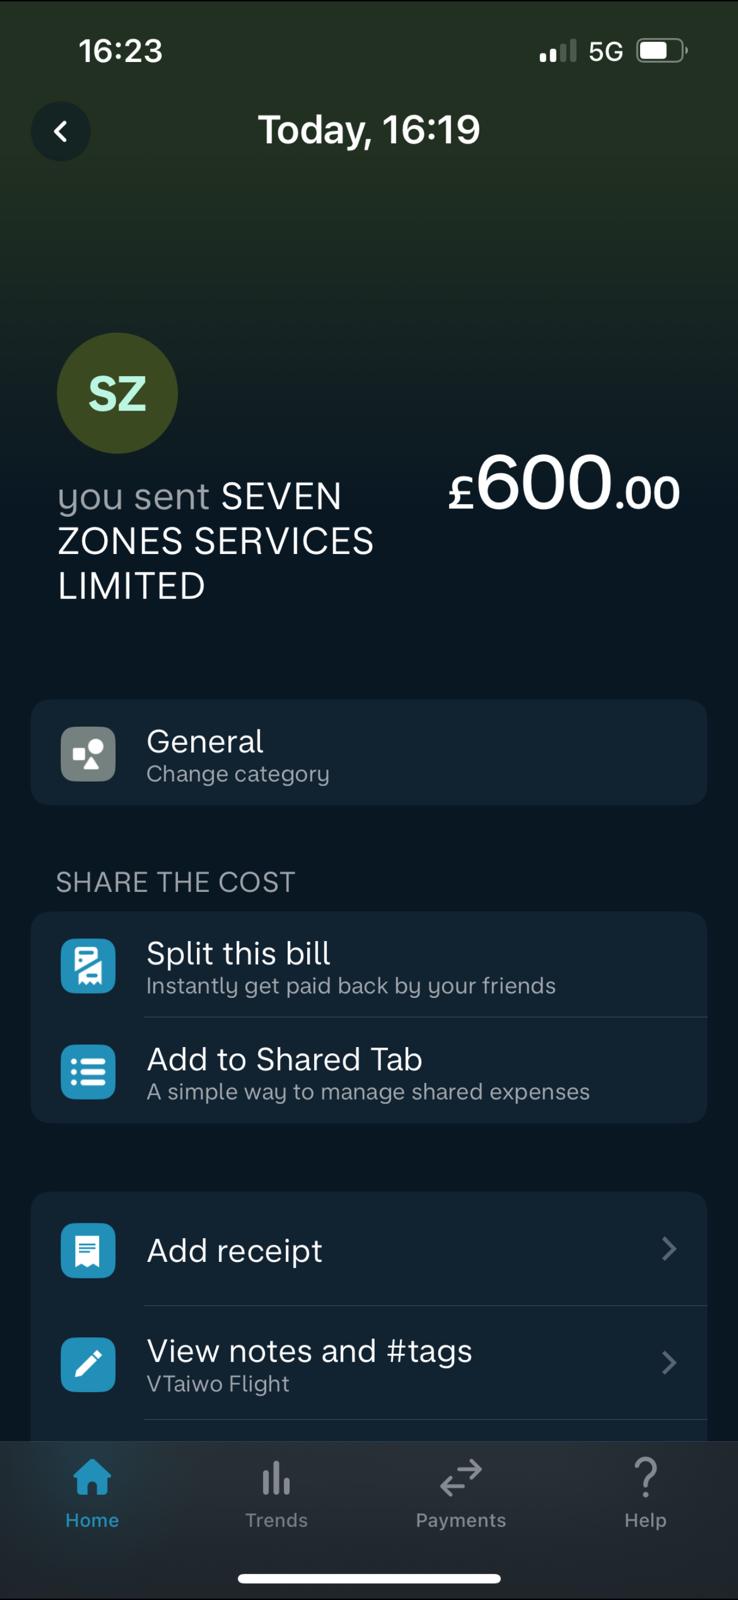 16:23
5G
Today, 16:19
SZ
you sent SEVEN
ZONES SERVICES
LIMITED
£600.00
General
Change category
SHARE THE COST
Split this bill
Instantly get paid back by your friends
Add to Shared Tab
A simple way to manage shared expenses
Add receipt
View notes and #tags
VTaiwo Flight
Home
Trends
Payments
Help